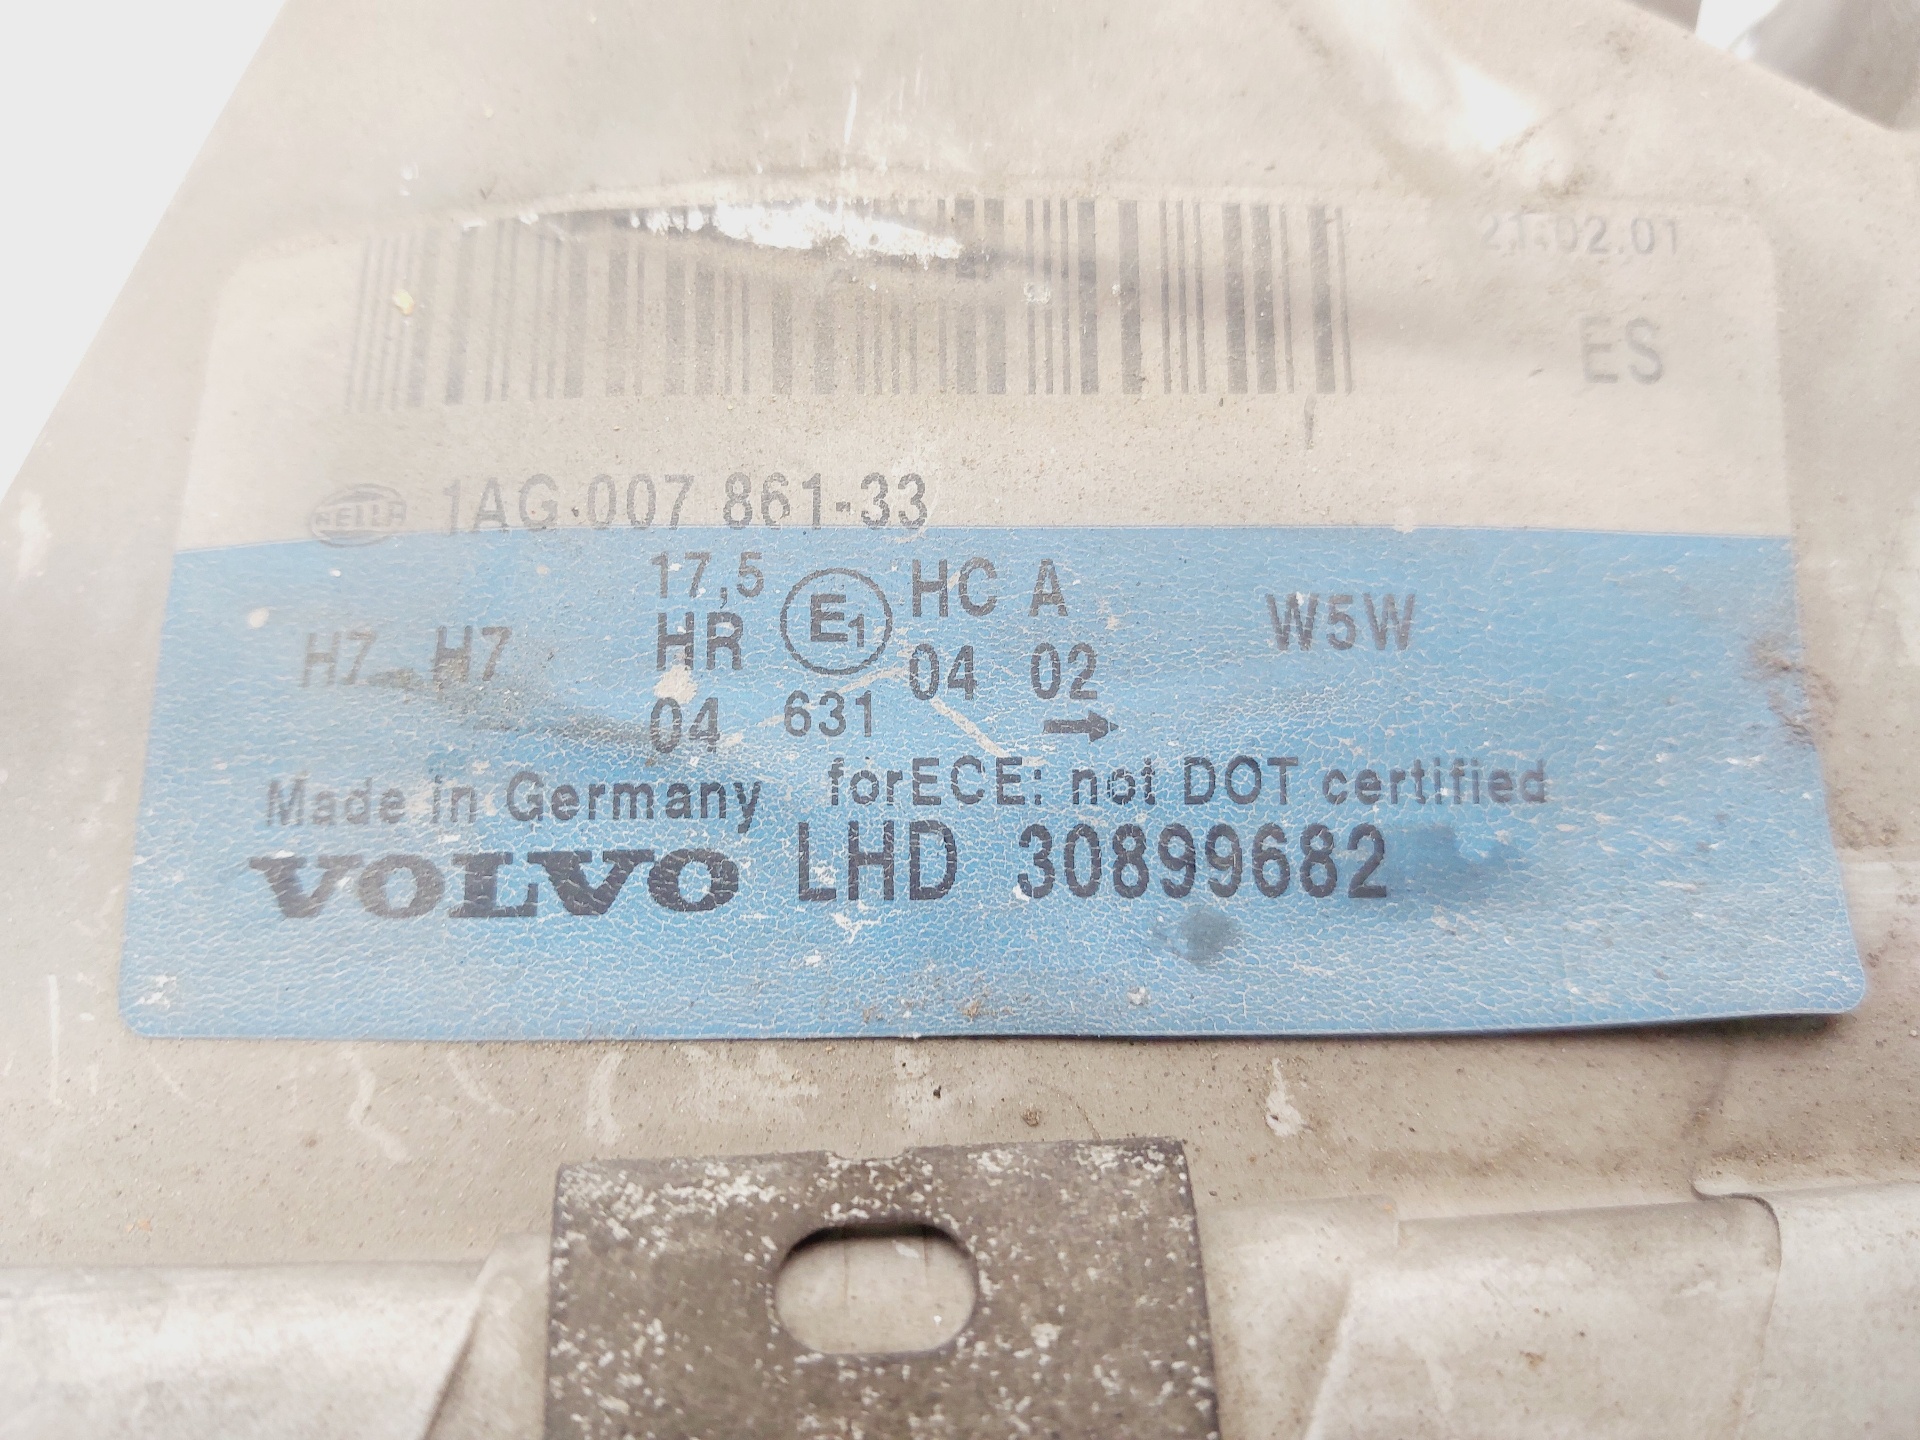 21.02.01
ES
HELLA 1AG 007 861-33
17,5 HC A
H7 H7 HR E1 W5W
04 631 04 02 →
Made in Germany forECE: not DOT certified
VOLVO LHD 30899682